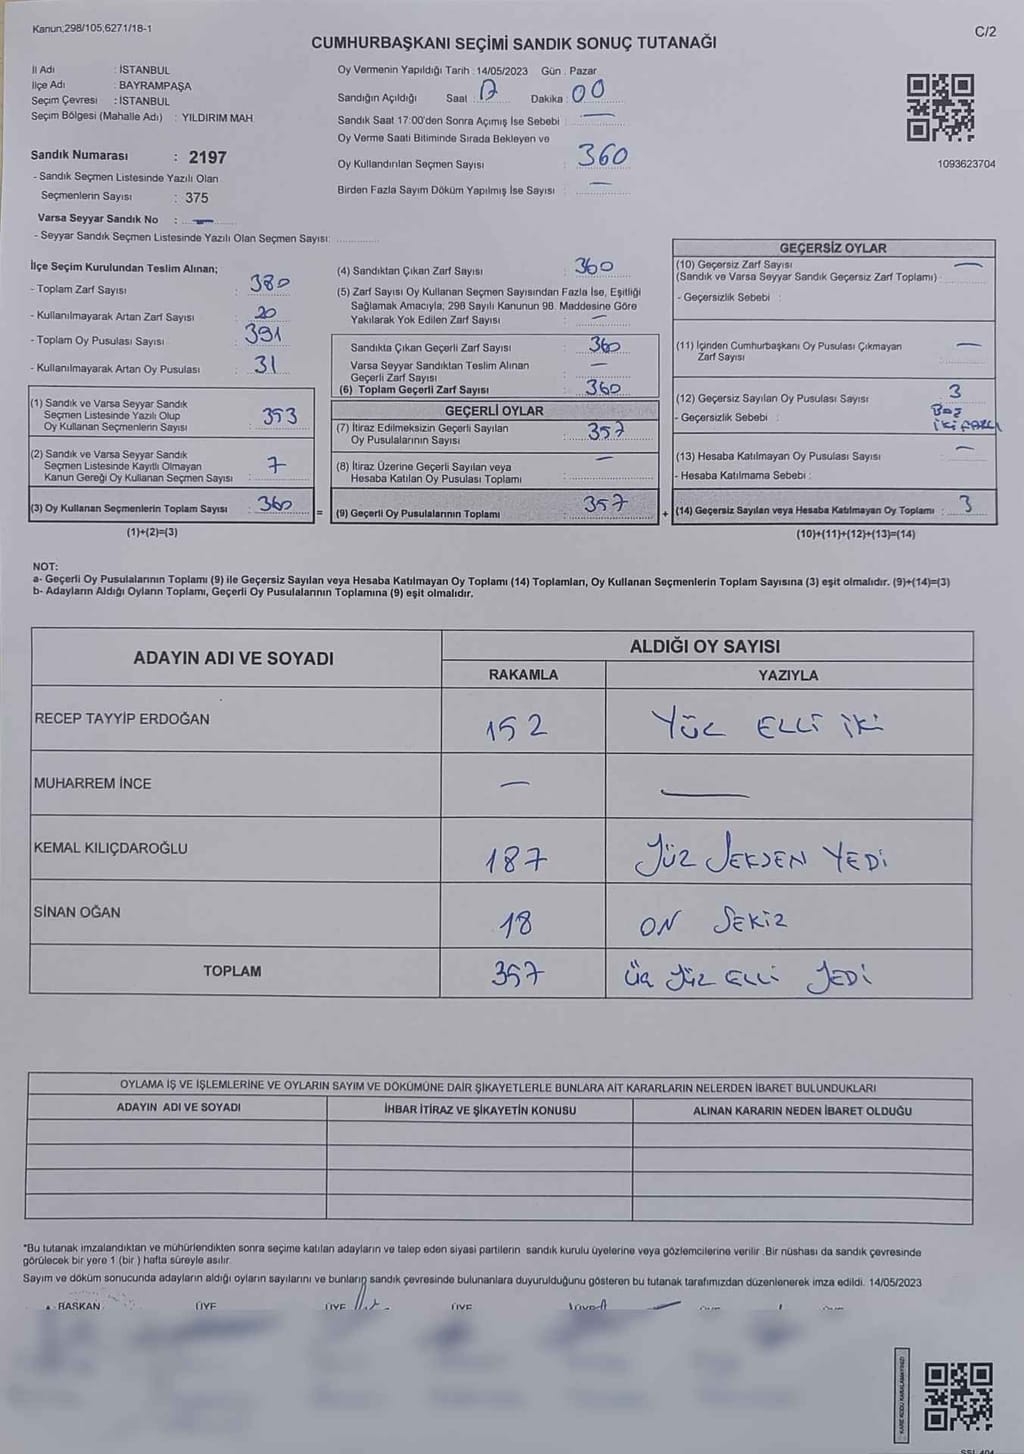 Kanun,298/105,6271/18-1
C/2
CUMHURBAŞKANI SEÇİMİ SANDIK SONUÇ TUTANAĞI
İl Adı : İSTANBUL
İlçe Adı : BAYRAMPAŞA
Seçim Çevresi : İSTANBUL
Seçim Bölgesi (Mahalle Adı) : YILDIRIM MAH
Sandık Numarası : 2197
- Sandık Seçmen Listesinde Yazılı Olan
Seçmenlerin Sayısı : 375
Varsa Seyyar Sandık No : —
- Seyyar Sandık Seçmen Listesinde Yazılı Olan Seçmen Sayısı:
Oy Vermenin Yapıldığı Tarih : 14/05/2023 Gün : Pazar
Sandığın Açıldığı Saat : 17 Dakika : 00
Sandık Saat 17:00'den Sonra Açımış İse Sebebi : —
Oy Verme Saati Bitiminde Sırada Bekleyen ve
Oy Kullandırılan Seçmen Sayısı : 360
Birden Fazla Sayım Döküm Yapılmış İse Sayısı : —
1093623704
İlçe Seçim Kurulundan Teslim Alınan;
- Toplam Zarf Sayısı : 380
- Kullanılmayarak Artan Zarf Sayısı : 20
- Toplam Oy Pusulası Sayısı : 391
- Kullanılmayarak Artan Oy Pusulası : 31
(1) Sandık ve Varsa Seyyar Sandık
Seçmen Listesinde Yazılı Olup
Oy Kullanan Seçmenlerin Sayısı : 353
(2) Sandık ve Varsa Seyyar Sandık
Seçmen Listesinde Kayıtlı Olmayan
Kanun Gereği Oy Kullanan Seçmen Sayısı : 7
(3) Oy Kullanan Seçmenlerin Toplam Sayısı : 360
(1)+(2)=(3)
(4) Sandıktan Çıkan Zarf Sayısı : 360
(5) Zarf Sayısı Oy Kullanan Seçmen Sayısından Fazla İse, Eşitliği
Sağlamak Amacıyla, 298 Sayılı Kanunun 98. Maddesine Göre
Yakılarak Yok Edilen Zarf Sayısı : —
Sandıkta Çıkan Geçerli Zarf Sayısı : 360
Varsa Seyyar Sandıktan Teslim Alınan
Geçerli Zarf Sayısı : —
(6) Toplam Geçerli Zarf Sayısı : 360
GEÇERLİ OYLAR
(7) İtiraz Edilmeksizin Geçerli Sayılan
Oy Pusulalarının Sayısı : 357
(8) İtiraz Üzerine Geçerli Sayılan veya
Hesaba Katılan Oy Pusulası Toplamı : —
= (9) Geçerli Oy Pusulalarının Toplamı : 357
GEÇERSİZ OYLAR
(10) Geçersiz Zarf Sayısı
(Sandık ve Varsa Seyyar Sandık Geçersiz Zarf Toplamı) : —
- Geçersizlik Sebebi :
(11) İçinden Cumhurbaşkanı Oy Pusulası Çıkmayan
Zarf Sayısı : —
(12) Geçersiz Sayılan Oy Pusulası Sayısı : 3
- Geçersizlik Sebebi :
(13) Hesaba Katılmayan Oy Pusulası Sayısı : —
- Hesaba Katılmama Sebebi :
+ (14) Geçersiz Sayılan veya Hesaba Katılmayan Oy Toplamı : 3
(10)+(11)+(12)+(13)=(14)
NOT:
a- Geçerli Oy Pusulalarının Toplamı (9) ile Geçersiz Sayılan veya Hesaba Katılmayan Oy Toplamı (14) Toplamları, Oy Kullanan Seçmenlerin Toplam Sayısına (3) eşit olmalıdır. (9)+(14)=(3)
b- Adayların Aldığı Oyların Toplamı, Geçerli Oy Pusulalarının Toplamına (9) eşit olmalıdır.
ADAYIN ADI VE SOYADI
ALDIĞI OY SAYISI
RAKAMLA YAZIYLA
RECEP TAYYİP ERDOĞAN 152 YÜZ ELLİ İKİ
MUHARREM İNCE — —
KEMAL KILIÇDAROĞLU 187 YÜZ SEKSEN YEDİ
SİNAN OĞAN 18 ON SEKİZ
TOPLAM 357 ÜÇ YÜZ ELLİ YEDİ
OYLAMA İŞ VE İŞLEMLERİNE VE OYLARIN SAYIM VE DÖKÜMÜNE DAİR ŞİKAYETLERLE BUNLARA AİT KARARLARIN NELERDEN İBARET BULUNDUKLARI
ADAYIN ADI VE SOYADI İHBAR İTİRAZ VE ŞİKAYETİN KONUSU ALINAN KARARIN NEDEN İBARET OLDUĞU
*Bu tutanak imzalandıktan ve mühürlendikten sonra seçime katılan adayların ve talep eden siyasi partilerin sandık kurulu üyelerine veya gözlemcilerine verilir. Bir nüshası da sandık çevresinde
görülecek bir yere 1 (bir ) hafta süreyle asılır.
Sayım ve döküm sonucunda adayların aldığı oyların sayılarını ve bunların sandık çevresinde bulunanlara duyurulduğunu gösteren bu tutanak tarafımızdan düzenlenerek imza edildi. 14/05/2023
BAŞKAN ÜYE ÜYE ÜYE